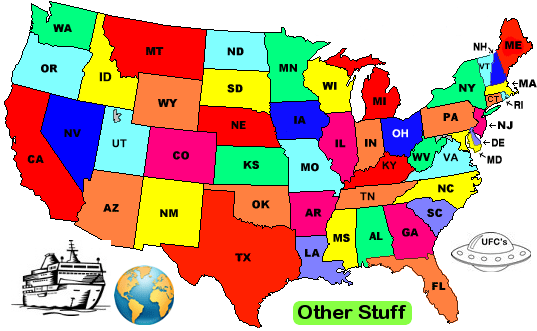 WA
MT
ND
MN
OR
ID
SD
WI
MI
NH
VT
ME
WY
NY
MA
CT
RI
NV
UT
NE
IA
IL
IN
OH
PA
NJ
CA
CO
KS
MO
KY
WV
VA
DE
MD
AZ
NM
OK
AR
TN
NC
SC
TX
LA
MS
AL
GA
FL
UFC's
Other Stuff